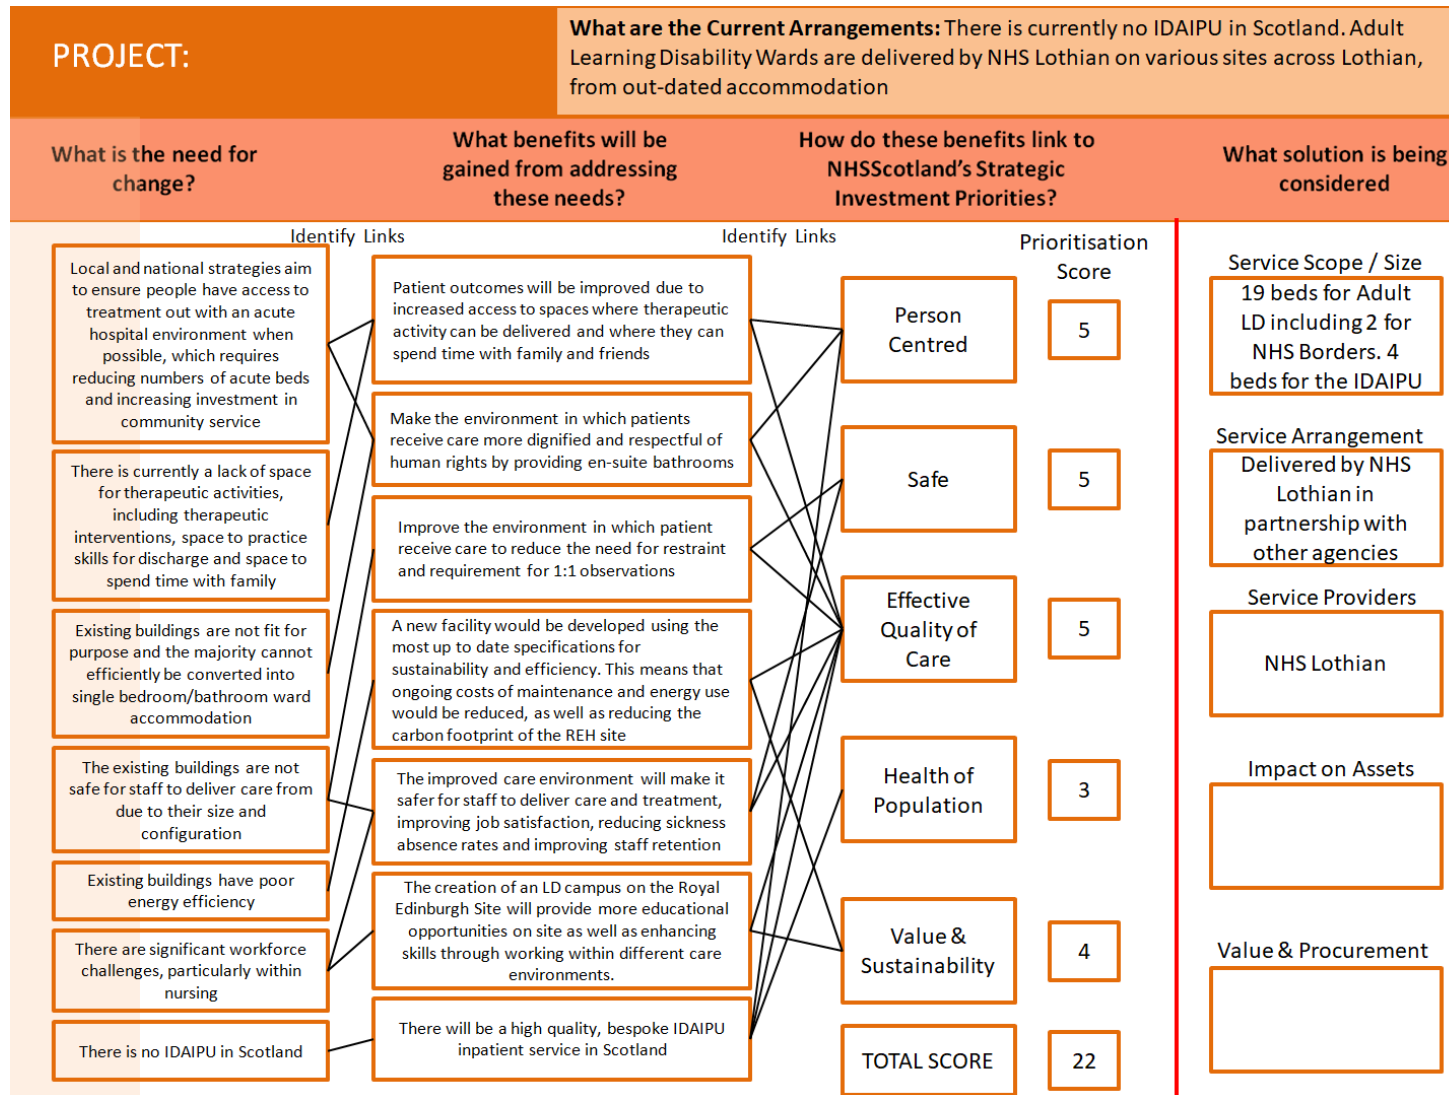 PROJECT:
What are the Current Arrangements: There is currently no IDAIPU in Scotland. Adult
Learning Disability Wards are delivered by NHS Lothian on various sites across Lothian,
from out-dated accommodation
What is the need for
change?
What benefits will be
gained from addressing
these needs?
How do these benefits link to
NHSScotland's Strategic
Investment Priorities?
What solution is being
considered
Identify Links
Identify Links
Prioritisation
Score
Local and national strategies aim
to ensure people have access to
treatment out with an acute
hospital environment when
possible, which requires
reducing numbers of acute beds
and increasing investment in
community service
There is currently a lack of space
for therapeutic activities,
including therapeutic
interventions, space to practice
skills for discharge and space to
spend time with family
Existing buildings are not fit for
purpose and the majority cannot
efficiently be converted into
single bedroom/bathroom ward
accommodation
The existing buildings are not
safe for staff to deliver care from
due to their size and
configuration
Existing buildings have poor
energy efficiency
There are significant workforce
challenges, particularly within
nursing
There is no IDAIPU in Scotland
Patient outcomes will be improved due to
increased access to spaces where therapeutic
activity can be delivered and where they can
spend time with family and friends
Make the environment in which patients
receive care more dignified and respectful of
human rights by providing en-suite bathrooms
Improve the environment in which patient
receive care to reduce the need for restraint
and requirement for 1:1 observations
A new facility would be developed using the
most up to date specifications for
sustainability and efficiency. This means that
ongoing costs of maintenance and energy use
would be reduced, as well as reducing the
carbon footprint of the REH site
The improved care environment will make it
safer for staff to deliver care and treatment,
improving job satisfaction, reducing sickness
absence rates and improving staff retention
The creation of an LD campus on the Royal
Edinburgh Site will provide more educational
opportunities on site as well as enhancing
skills through working within different care
environments.
There will be a high quality, bespoke IDAIPU
inpatient service in Scotland
Person
Centred
5
Safe
5
Effective
Quality of
Care
5
Health of
Population
3
Value &
Sustainability
4
TOTAL SCORE
22
Service Scope / Size
19 beds for Adult
LD including 2 for
NHS Borders. 4
beds for the IDAIPU
Service Arrangement
Delivered by NHS
Lothian in
partnership with
other agencies
Service Providers
NHS Lothian
Impact on Assets
Value & Procurement